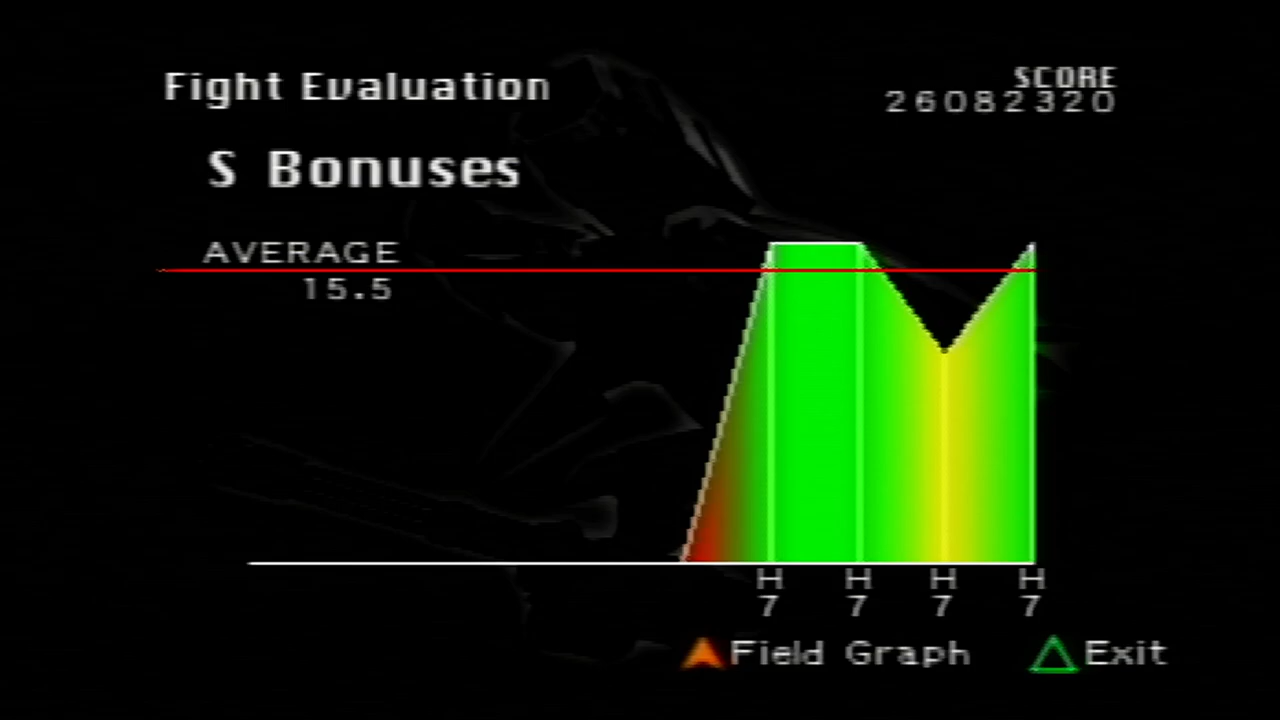 Fight Evaluation
SCORE
26082320
S Bonuses
AVERAGE
15.5
H H H H
7 7 7 7
Field Graph Exit